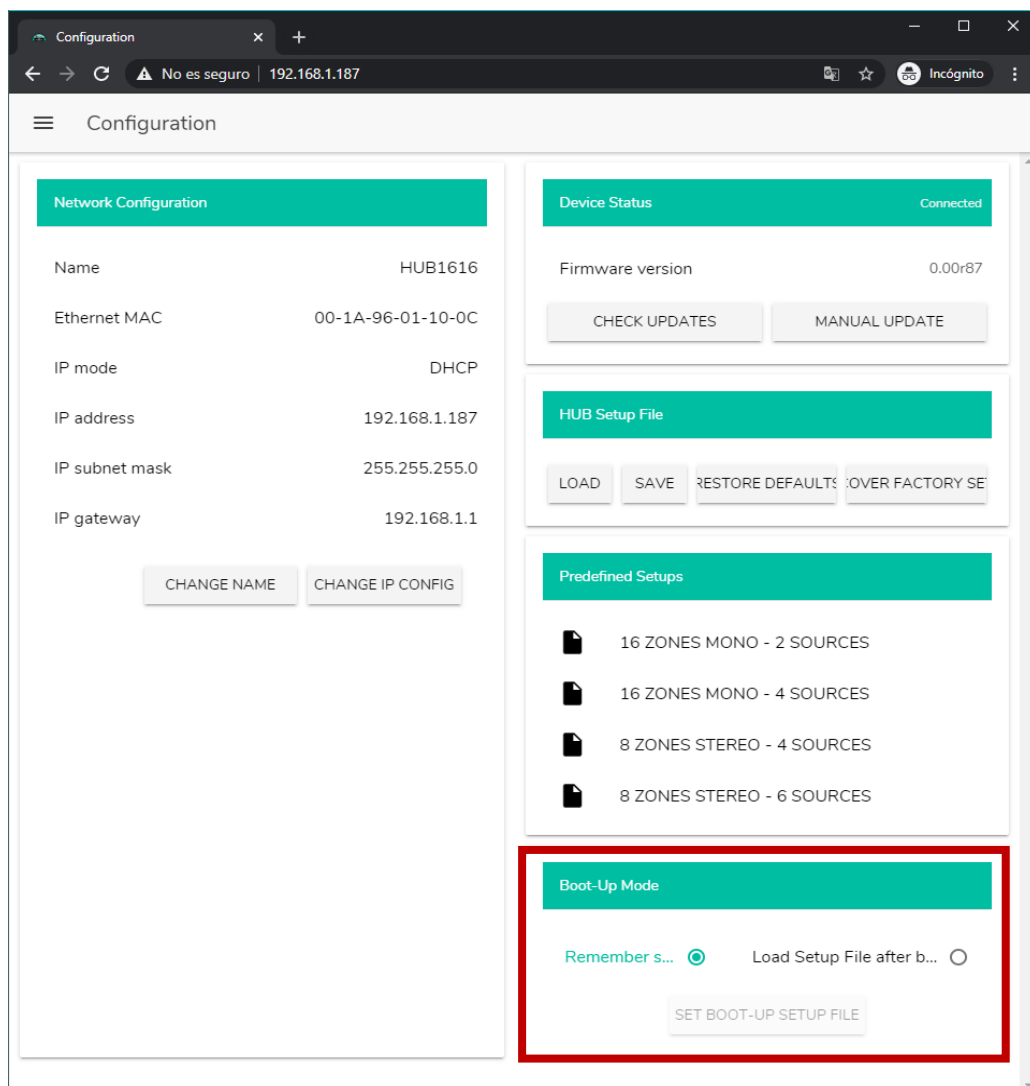 Configuration
No es seguro 192.168.1.187 Incógnito
Configuration
Network Configuration
Name HUB1616
Ethernet MAC 00-1A-96-01-10-0C
IP mode DHCP
IP address 192.168.1.187
IP subnet mask 255.255.255.0
IP gateway 192.168.1.1
CHANGE NAME CHANGE IP CONFIG
Device Status Connected
Firmware version 0.00r87
CHECK UPDATES MANUAL UPDATE
HUB Setup File
LOAD SAVE RESTORE DEFAULTS COVER FACTORY SE
Predefined Setups
16 ZONES MONO - 2 SOURCES
16 ZONES MONO - 4 SOURCES
8 ZONES STEREO - 4 SOURCES
8 ZONES STEREO - 6 SOURCES
Boot-Up Mode
Remember s... Load Setup File after b...
SET BOOT-UP SETUP FILE